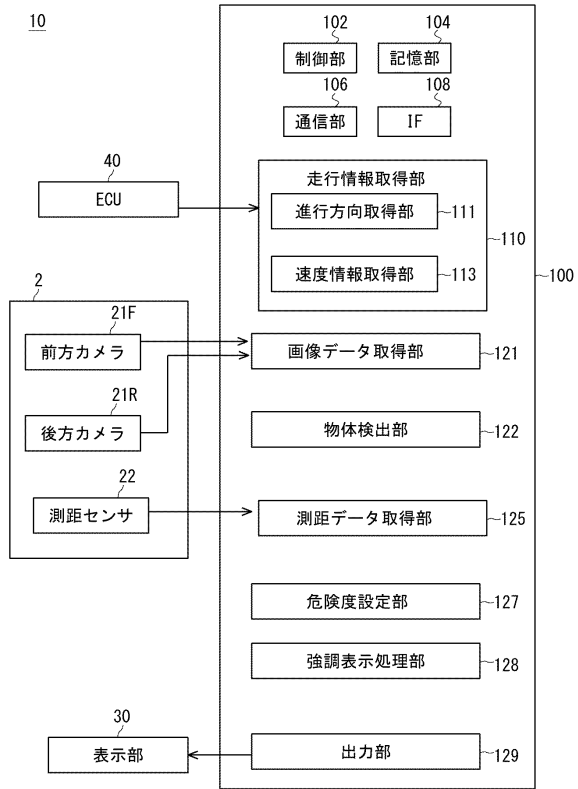 10
102
104
制御部
記憶部
106
108
通信部
IF
40
ECU
走行情報取得部
進行方向取得部
111
110
速度情報取得部
113
100
2
21F
前方カメラ
画像データ取得部
121
21R
後方カメラ
物体検出部
122
22
測距センサ
測距データ取得部
125
危険度設定部
127
強調表示処理部
128
30
表示部
出力部
129